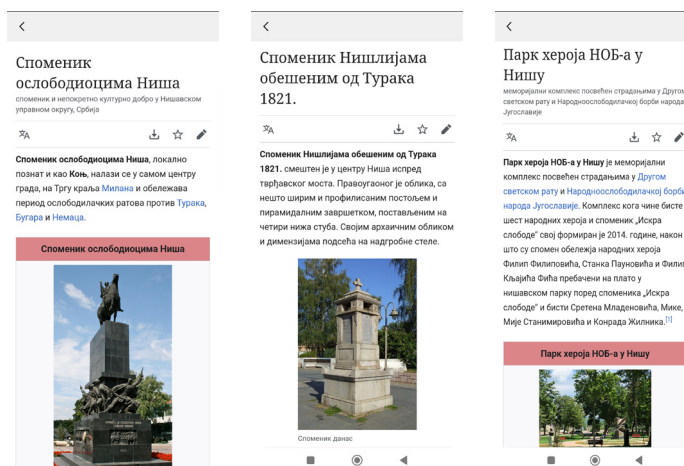 Споменик
ослободиоцима Ниша
споменик и непокретно културно добро у Нишавском
управном округу, Србија
Споменик ослободиоцима Ниша, локално
познат и као Коњ, налази се у самом центру
града, на Тргу краља Милана и обележава
период ослободилачких ратова против Турака,
Бугара и Немаца.
Споменик ослободиоцима Ниша
Споменик Нишлијама
обешеним од Турака
1821.
Споменик Нишлијама обешеним од Турака
1821. смештен је у центру Ниша испред
тврђавског моста. Правоугаоног је облика, са
нешто ширим и профилисаним постољем и
пирамидалним завршетком, постављеним на
четири нижа стуба. Својим архаичним обликом
и димензијама подсећа на надгробне стеле.
Споменик данас
Парк хероја НОБ-а у
Нишу
меморијални комплекс посвећен страдањима у Другом
светском рату и Народноослободилачкој борби народа
Југославије
Парк хероја НОБ-а у Нишу је меморијални
комплекс посвећен страдањима у Другом
светском рату и Народноослободилачкој борби
народа Југославије. Комплекс кога чине бисте
шест народних хероја и споменик „Искра
слободе" свој формиран је 2014. године, након
што су спомен обележја народних хероја
Филип Филиповића, Станка Пауновића и Филип
Кљајића Фића пребачени на плато у
нишавском парку поред споменика „Искра
слободе" и бисти Сретена Младеновића, Мике,
Мије Станимировића и Конрада Жилника.[1]
Парк хероја НОБ-а у Нишу